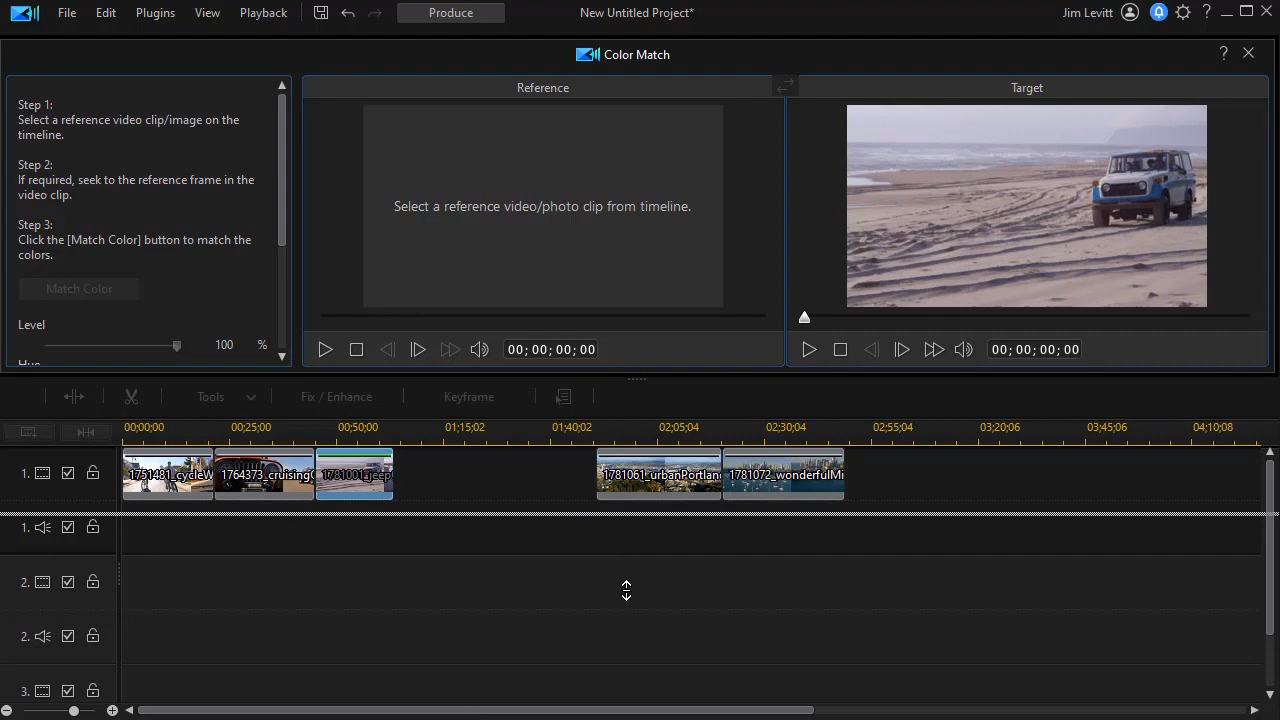 File Edit Plugins View Playback Produce New Untitled Project* Jim Levitt ?
Color Match ?
Step 1:
Select a reference video clip/image on the
timeline.
Step 2:
If required, seek to the reference frame in the
video clip.
Step 3:
Click the [Match Color] button to match the
colors.
Match Color
Level
100 %
Hue
Reference
Select a reference video/photo clip from timeline.
00;00;00;00
Target
00;00;00;00
Tools Fix / Enhance Keyframe
00;00;00 00;25;00 00;50;00 01;15;02 01;40;02 02;05;04 02;30;04 02;55;04 03;20;06 03;45;06 04;10;08
1. 1751481_cycleW 1764373_cruising 1781001_jeep 1781061_urbanPortland 1781072_wonderfulMi
1.
2.
2.
3.